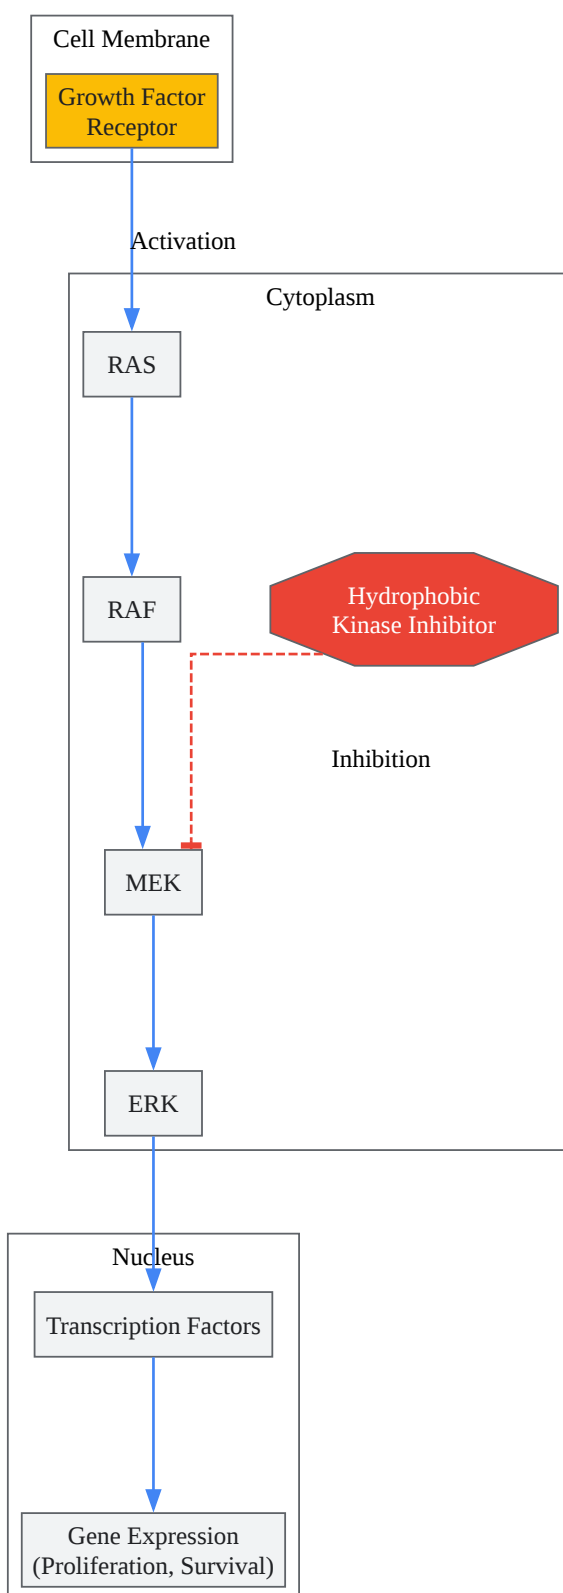 Cell Membrane
Growth Factor
Receptor
Activation
Cytoplasm
RAS
RAF
Hydrophobic
Kinase Inhibitor
Inhibition
MEK
ERK
Nucleus
Transcription Factors
Gene Expression
(Proliferation, Survival)